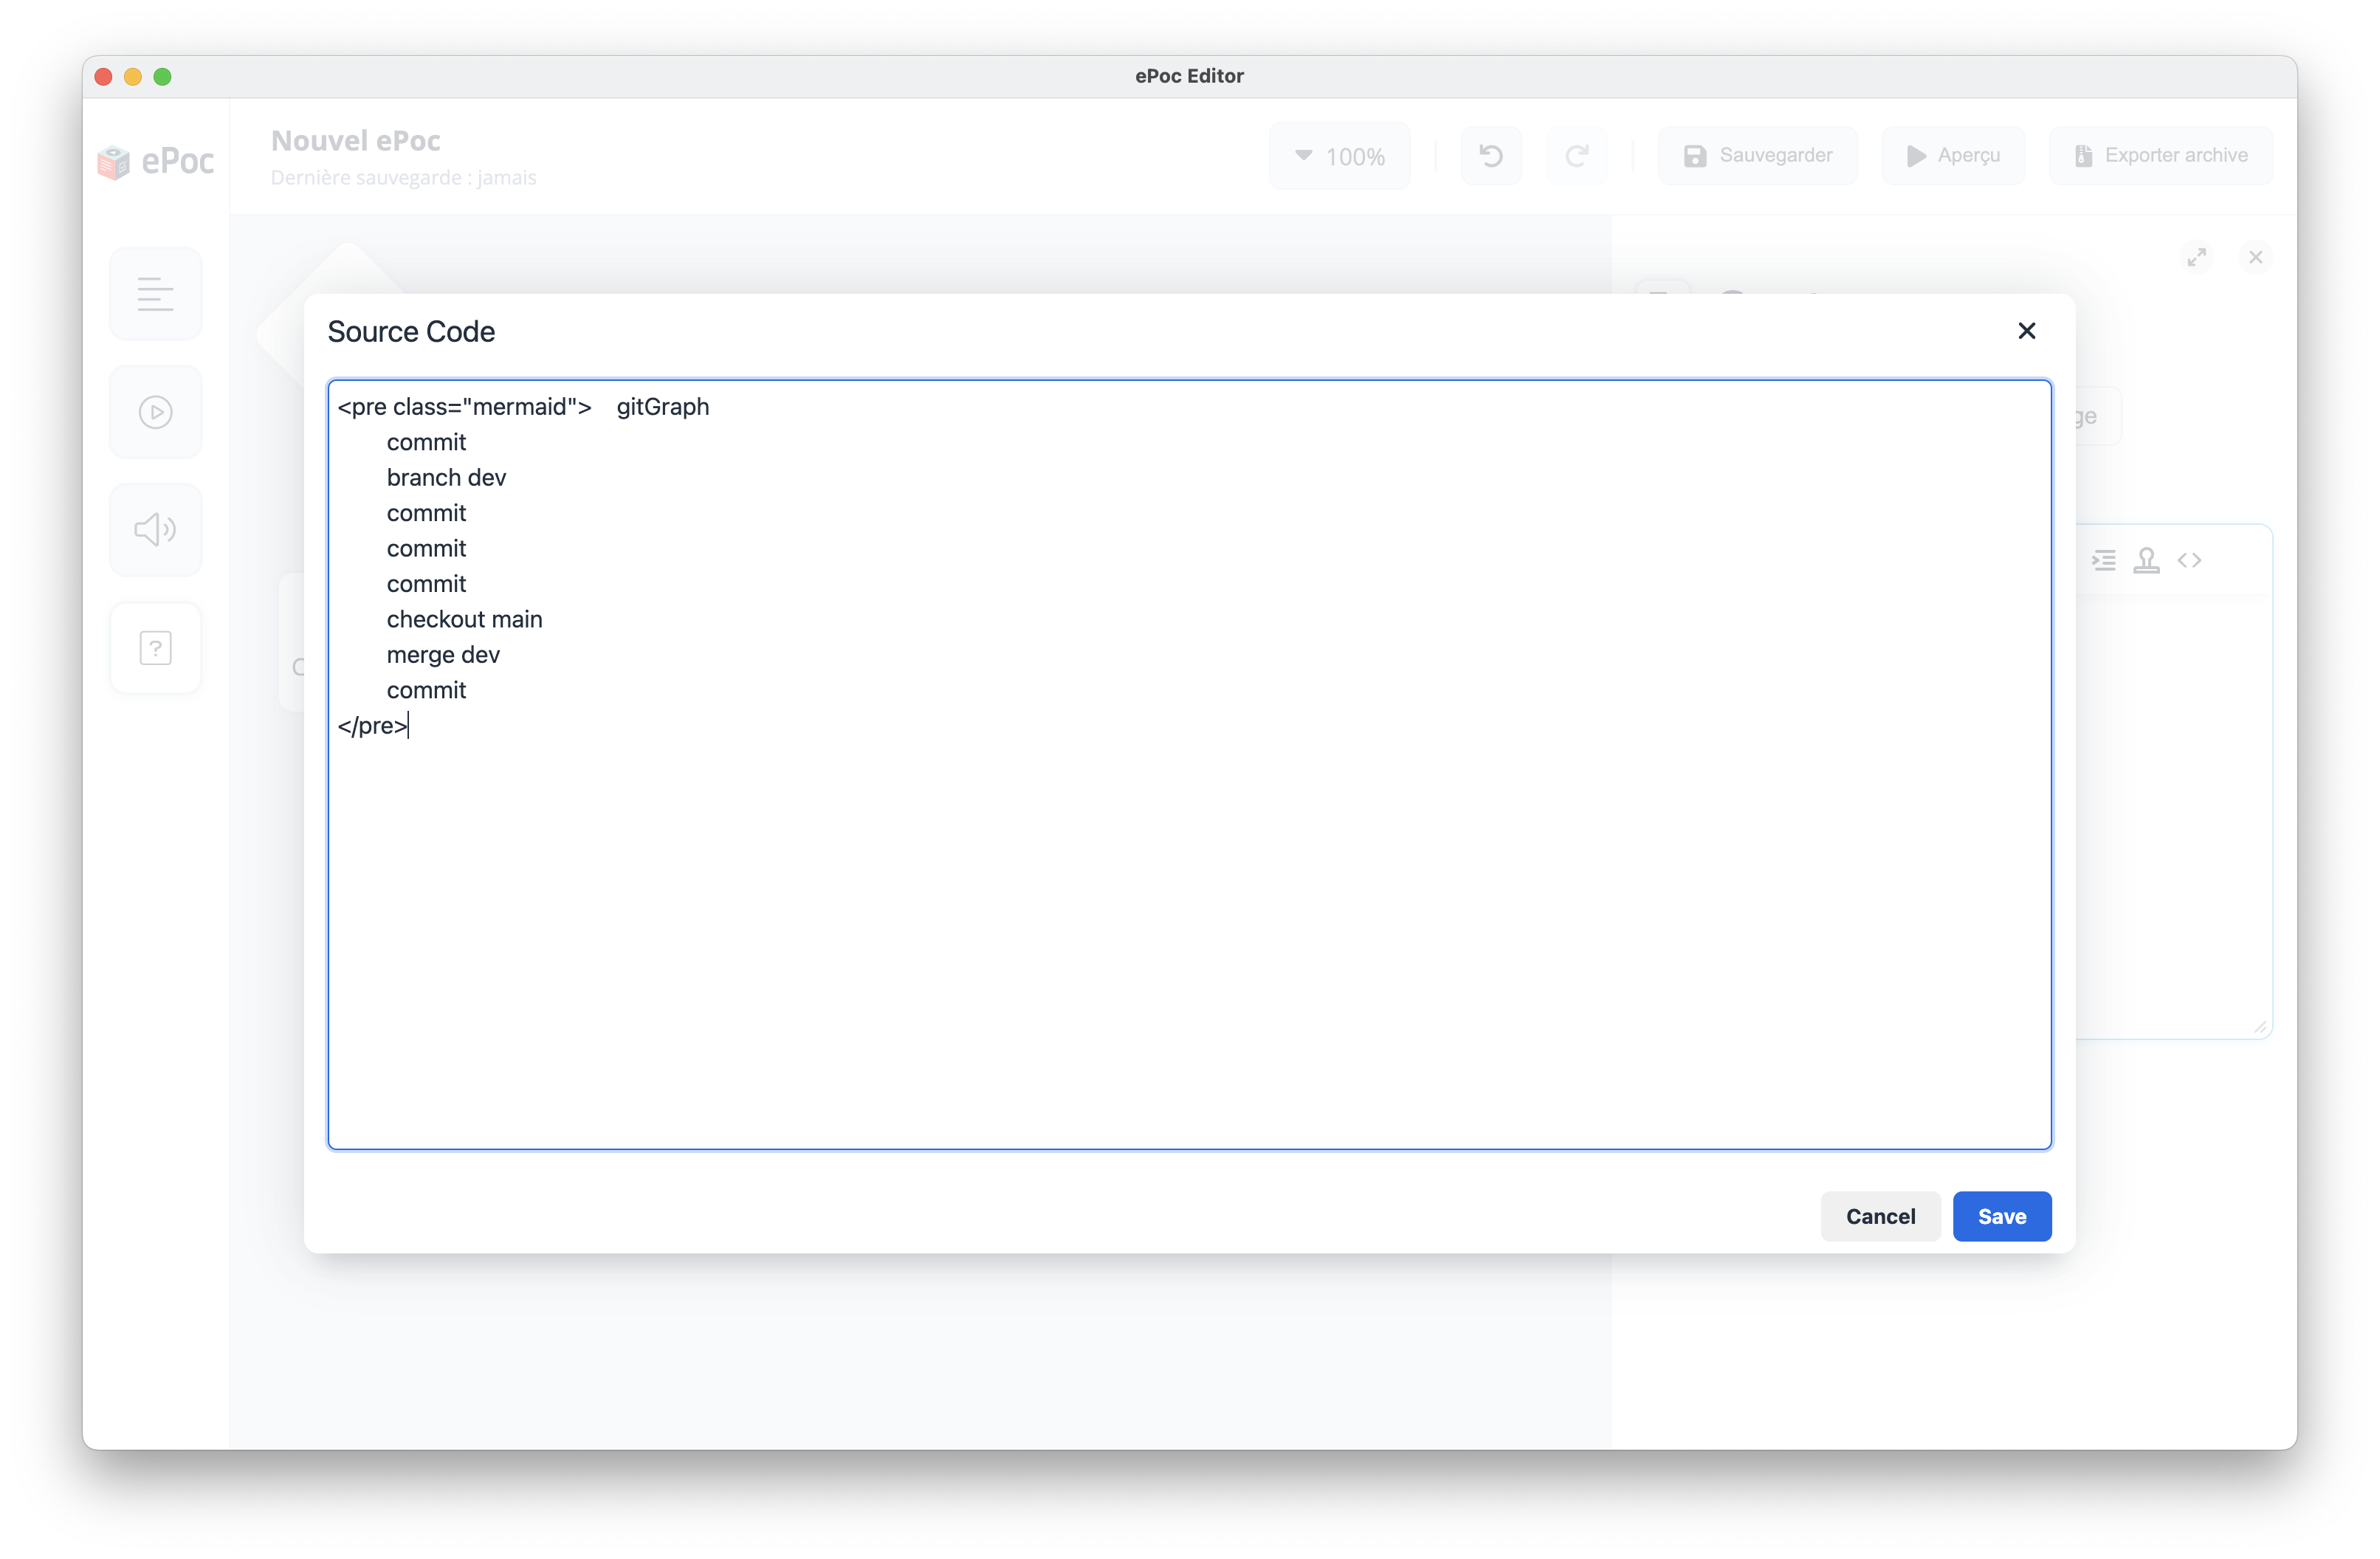 ePoc Editor
ePoc
Nouvel ePoc
Dernière sauvegarde : jamais
100%
Sauvegarder
Aperçu
Exporter archive
Source Code
<pre class="mermaid">    gitGraph
        commit
        branch dev
        commit
        commit
        commit
        checkout main
        merge dev
        commit
</pre>
Cancel
Save